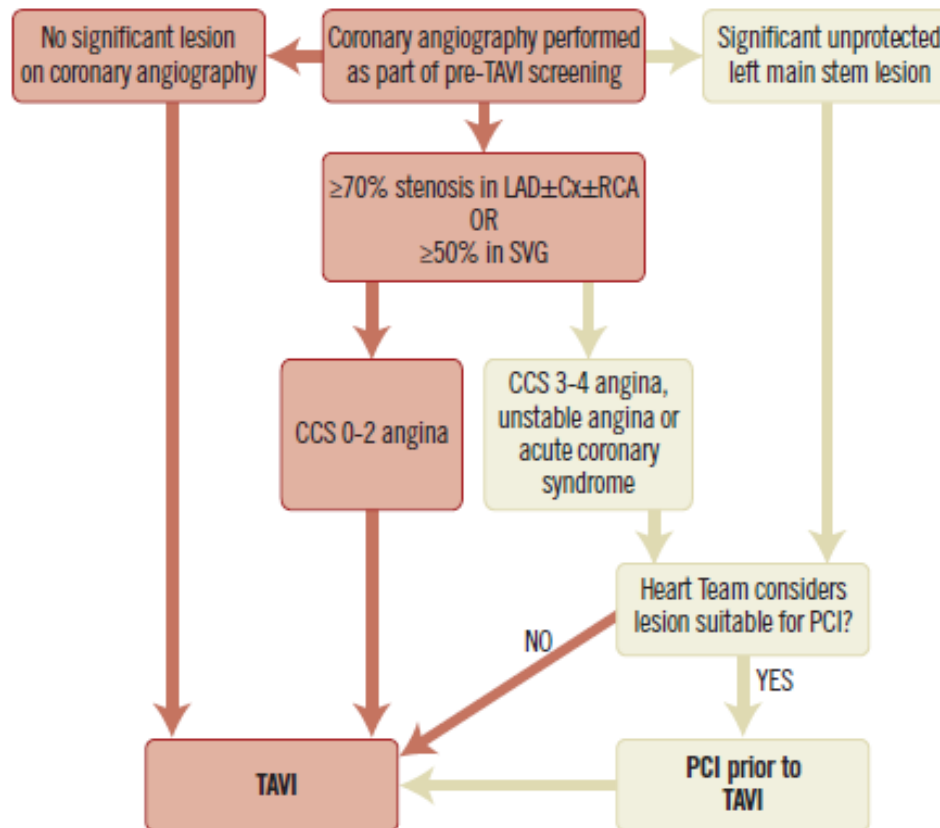 No significant lesion
on coronary angiography
Coronary angiography performed
as part of pre-TAVI screening
Significant unprotected
left main stem lesion
≥70% stenosis in LAD±Cx±RCA
OR
≥50% in SVG
CCS 0-2 angina
CCS 3-4 angina,
unstable angina or
acute coronary
syndrome
Heart Team considers
lesion suitable for PCI?
NO
YES
TAVI
PCI prior to
TAVI